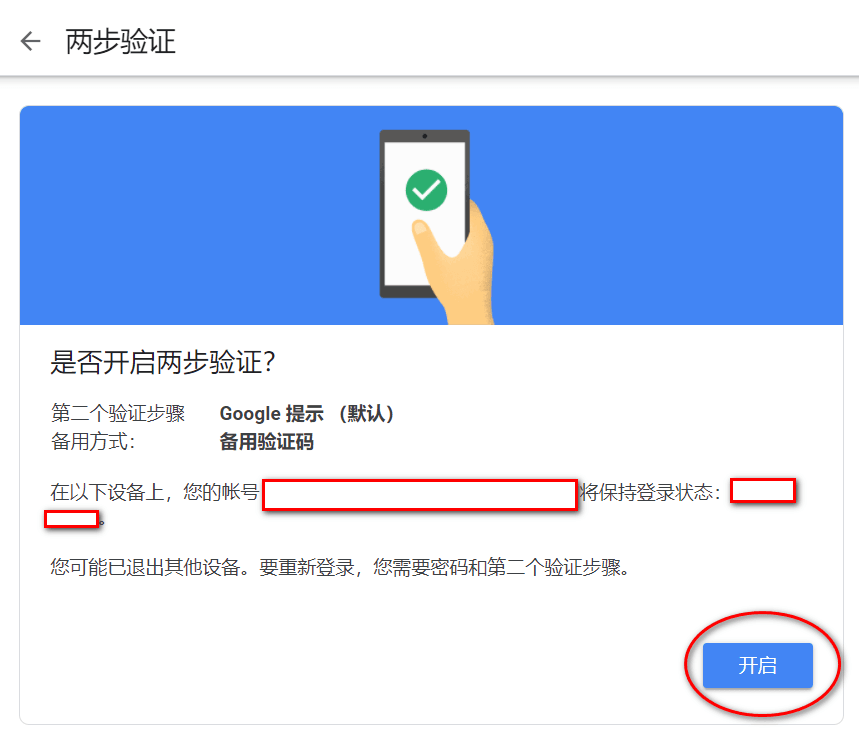 两步验证
是否开启两步验证？
第二个验证步骤 Google 提示 （默认）
备用方式： 备用验证码
在以下设备上，您的帐号 将保持登录状态：
。
您可能已退出其他设备。要重新登录，您需要密码和第二个验证步骤。
开启